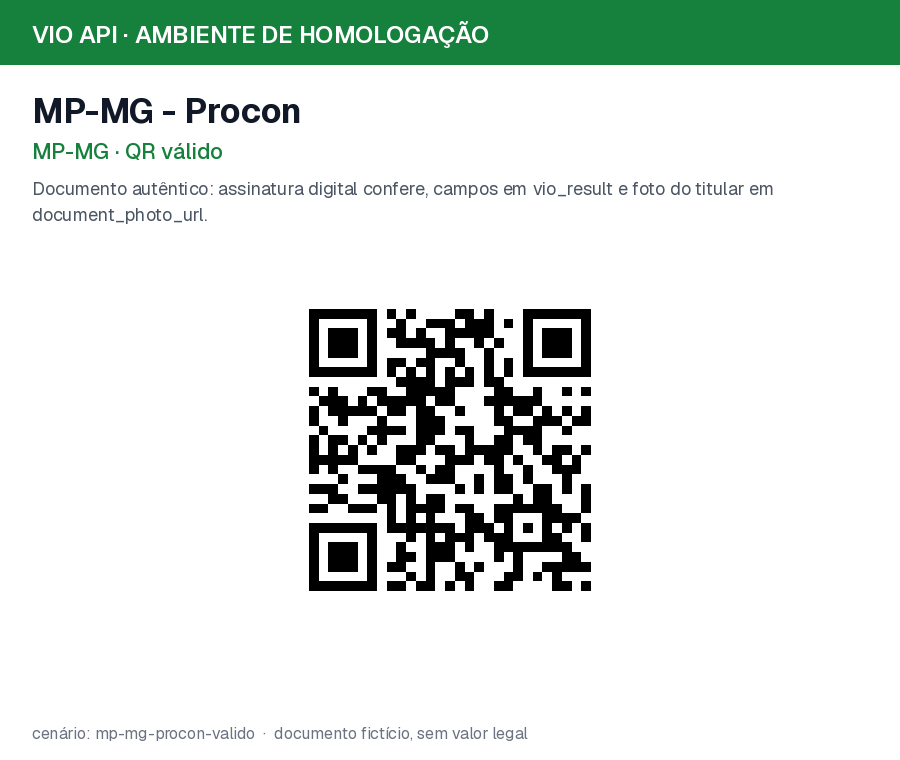 VIO API · AMBIENTE DE HOMOLOGAÇÃO
MP-MG - Procon
MP-MG · QR válido
Documento autêntico: assinatura digital confere, campos em vio_result e foto do titular em
document_photo_url.
cenário: mp-mg-procon-valido · documento fictício, sem valor legal